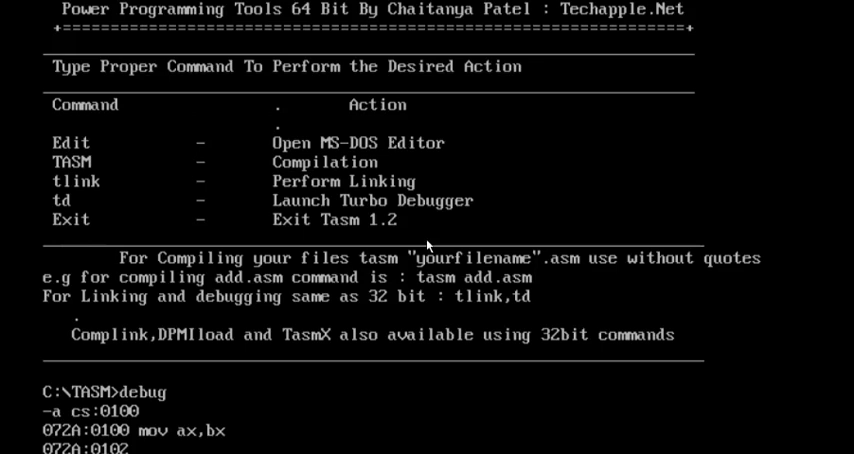 Power Programming Tools 64 Bit By Chaitanya Patel : Techapple.Net
+=================================================================+
Type Proper Command To Perform the Desired Action
Command . Action
.
Edit - Open MS-DOS Editor
TASM - Compilation
tlink - Perform Linking
td - Launch Turbo Debugger
Exit - Exit Tasm 1.2
For Compiling your files tasm "yourfilename".asm use without quotes
e.g for compiling add.asm command is : tasm add.asm
For Linking and debugging same as 32 bit : tlink,td
.
Complink,DPMIload and TasmX also available using 32bit commands
C:\TASM>debug
-a cs:0100
072A:0100 mov ax,bx
072A:0102